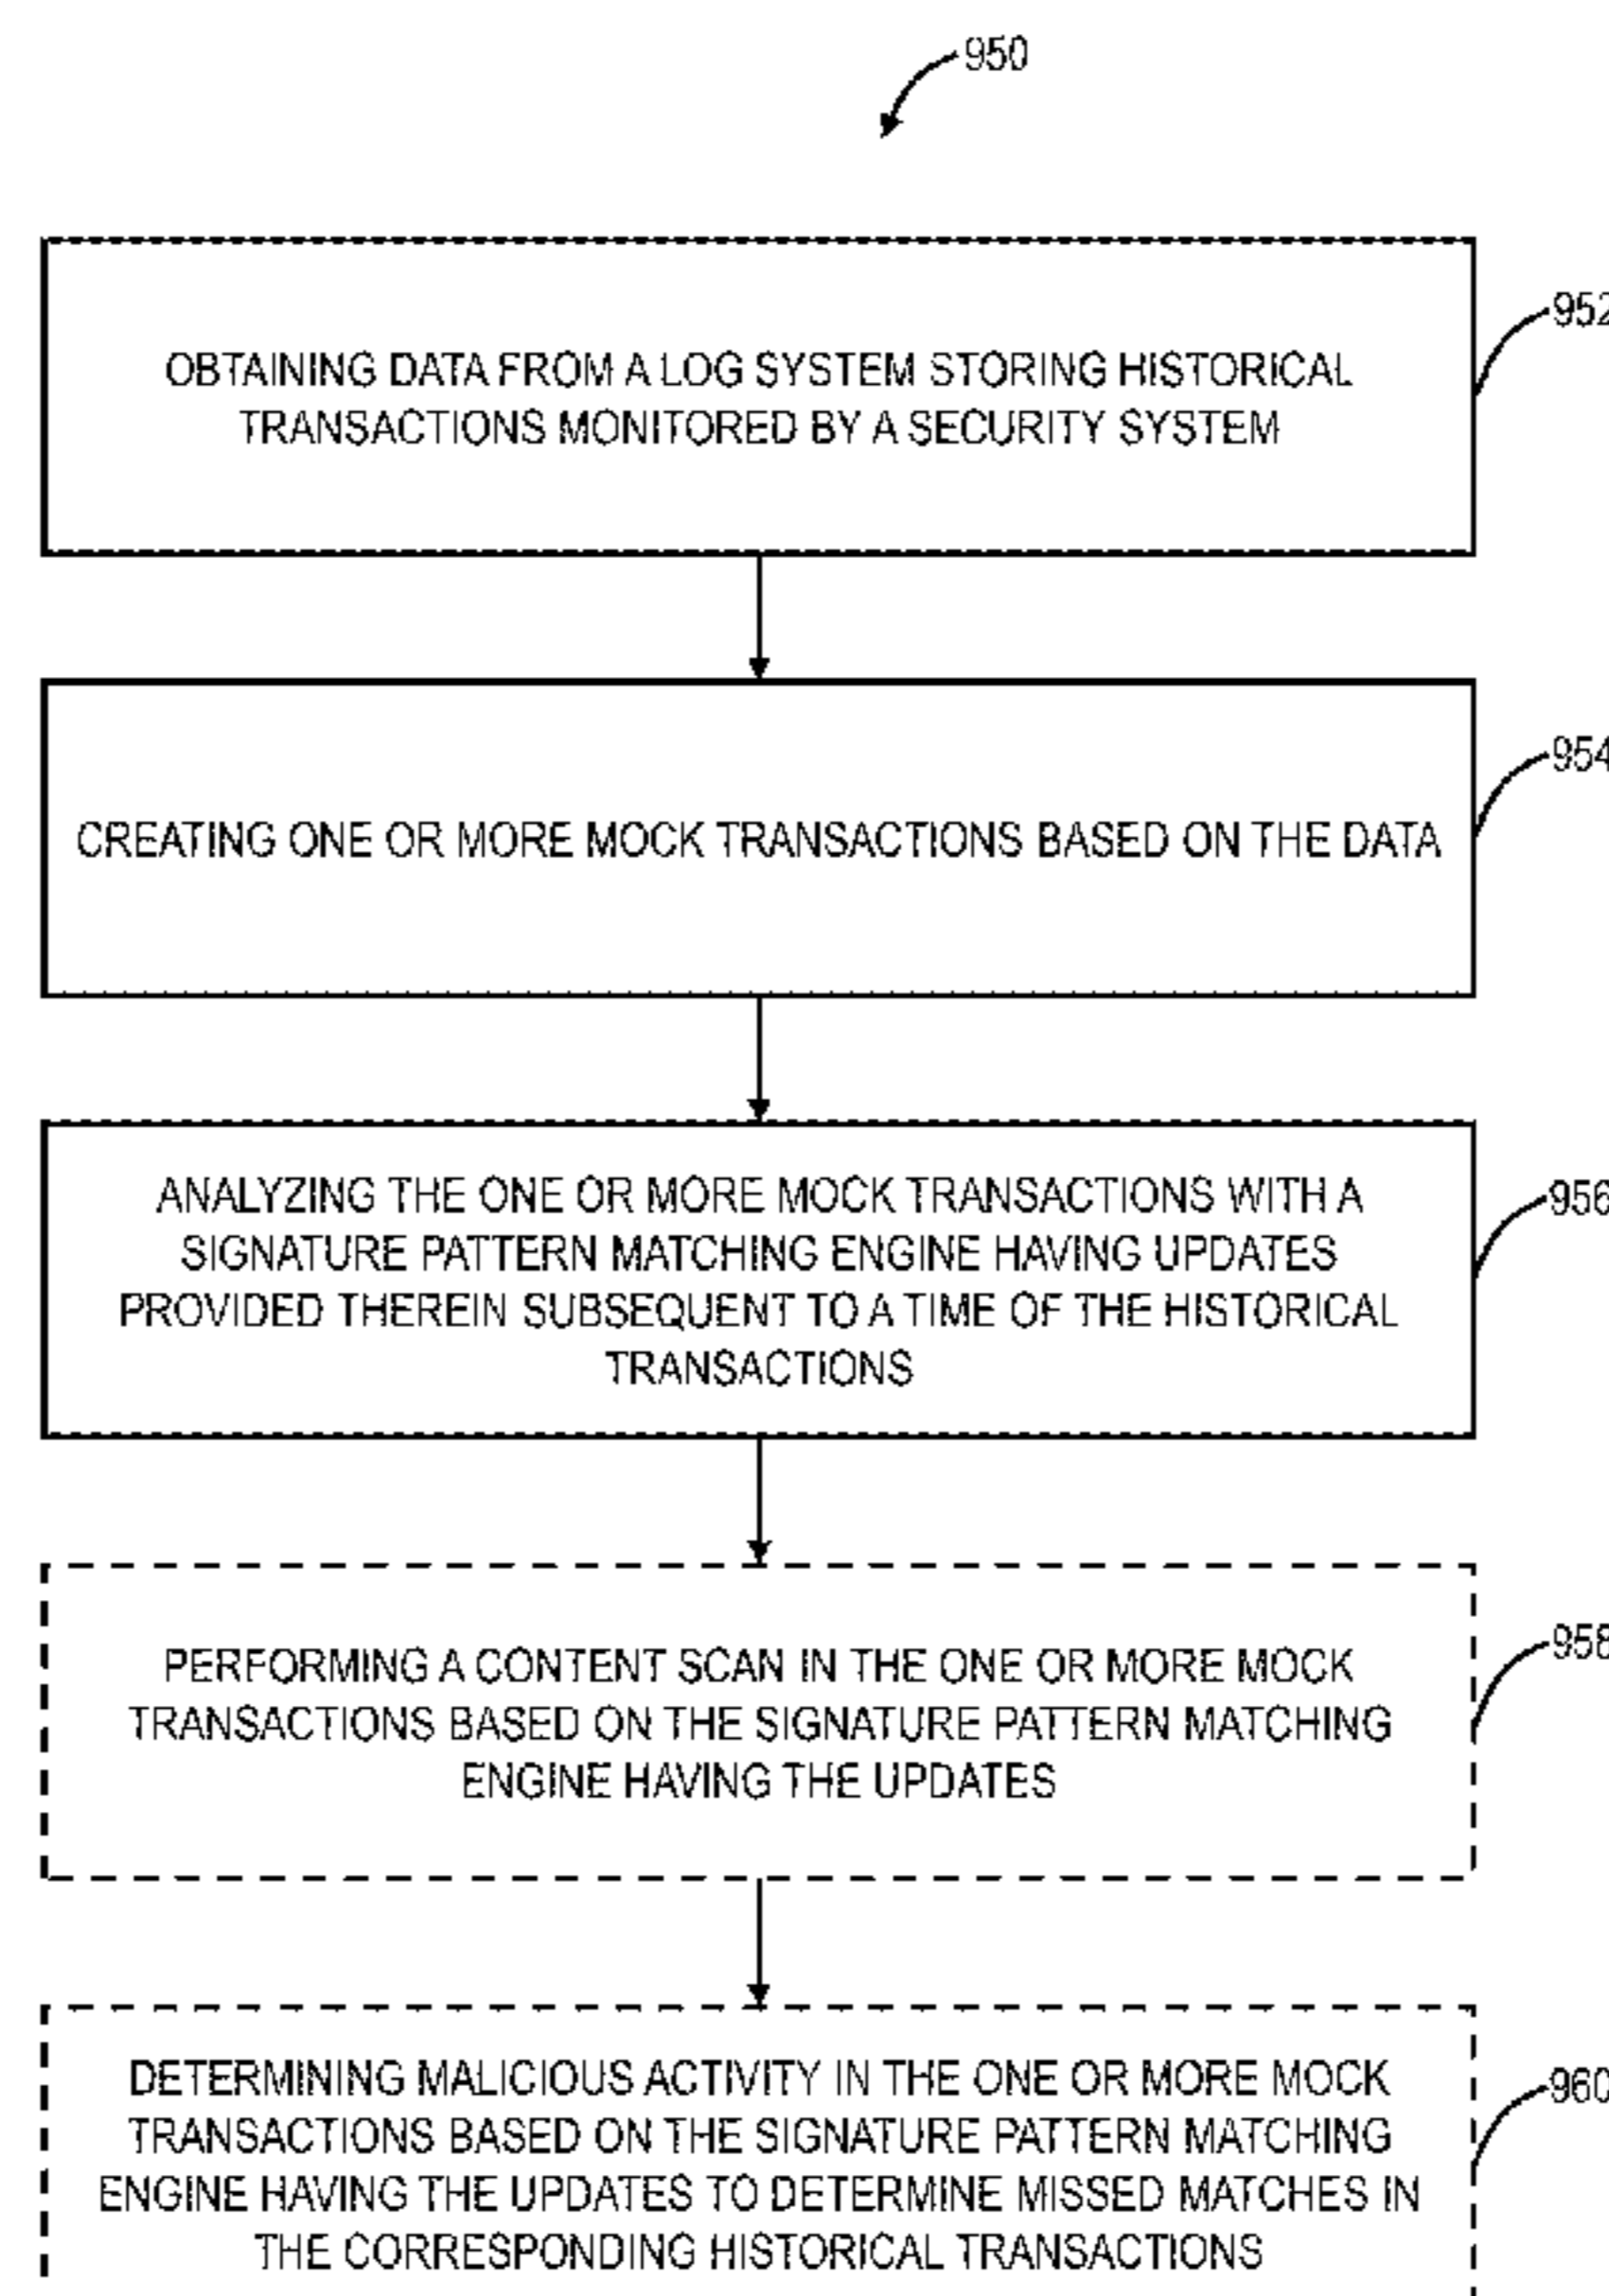 950
OBTAINING DATA FROM A LOG SYSTEM STORING HISTORICAL
TRANSACTIONS MONITORED BY A SECURITY SYSTEM
952
CREATING ONE OR MORE MOCK TRANSACTIONS BASED ON THE DATA
954
ANALYZING THE ONE OR MORE MOCK TRANSACTIONS WITH A
SIGNATURE PATTERN MATCHING ENGINE HAVING UPDATES
PROVIDED THEREIN SUBSEQUENT TO A TIME OF THE HISTORICAL
TRANSACTIONS
956
PERFORMING A CONTENT SCAN IN THE ONE OR MORE MOCK
TRANSACTIONS BASED ON THE SIGNATURE PATTERN MATCHING
ENGINE HAVING THE UPDATES
958
DETERMINING MALICIOUS ACTIVITY IN THE ONE OR MORE MOCK
TRANSACTIONS BASED ON THE SIGNATURE PATTERN MATCHING
ENGINE HAVING THE UPDATES TO DETERMINE MISSED MATCHES IN
THE CORRESPONDING HISTORICAL TRANSACTIONS
960